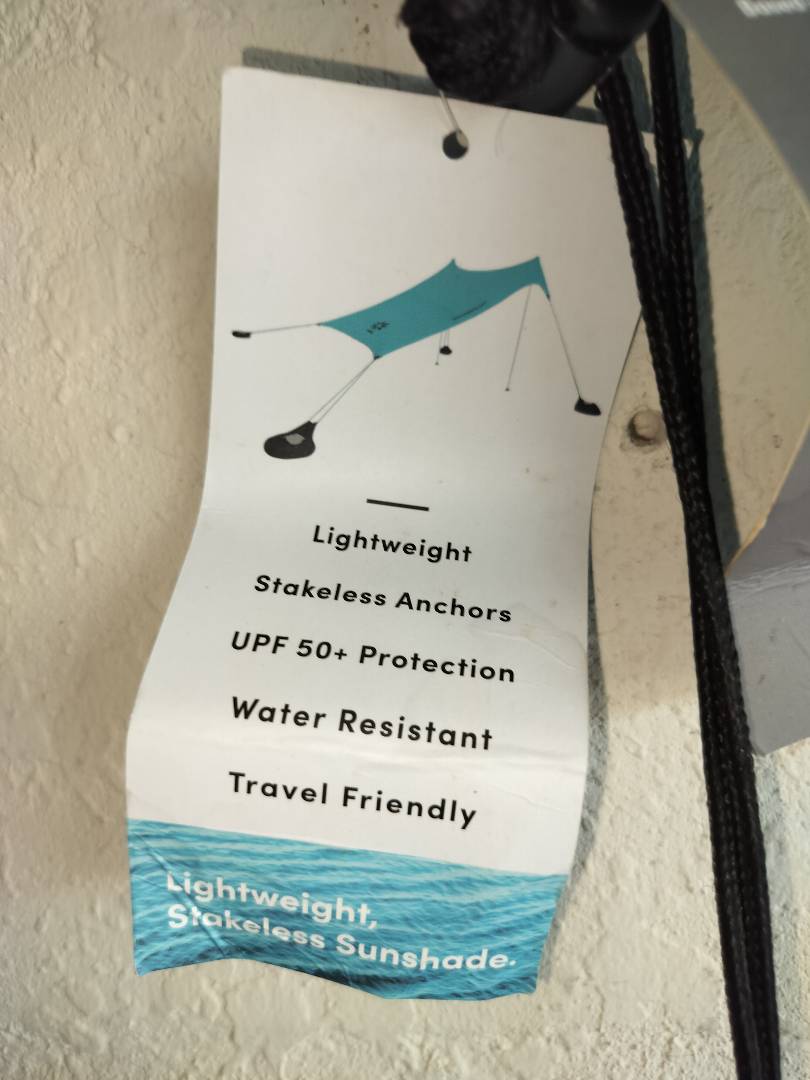 Lightweight
Stakeless Anchors
UPF 50+ Protection
Water Resistant
Travel Friendly
Lightweight,
Stakeless Sunshade.